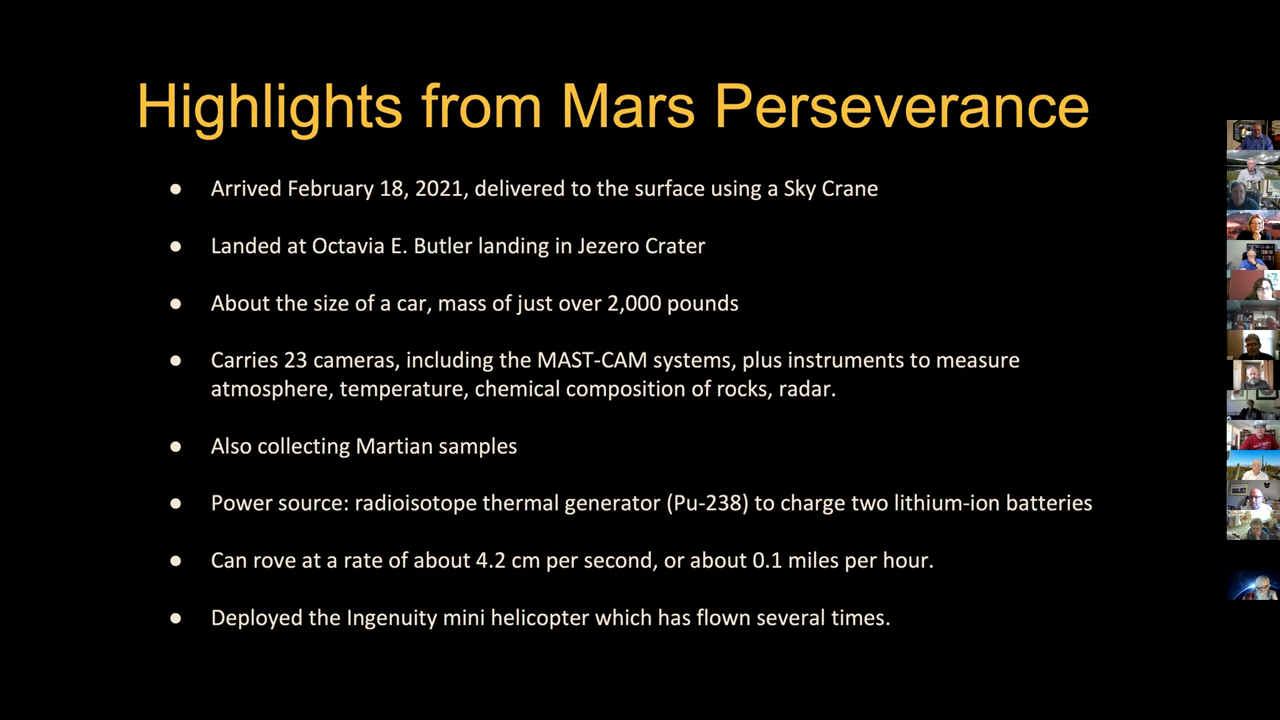 Highlights from Mars Perseverance
● Arrived February 18, 2021, delivered to the surface using a Sky Crane
● Landed at Octavia E. Butler landing in Jezero Crater
● About the size of a car, mass of just over 2,000 pounds
● Carries 23 cameras, including the MAST-CAM systems, plus instruments to measure
atmosphere, temperature, chemical composition of rocks, radar.
● Also collecting Martian samples
● Power source: radioisotope thermal generator (Pu-238) to charge two lithium-ion batteries
● Can rove at a rate of about 4.2 cm per second, or about 0.1 miles per hour.
● Deployed the Ingenuity mini helicopter which has flown several times.